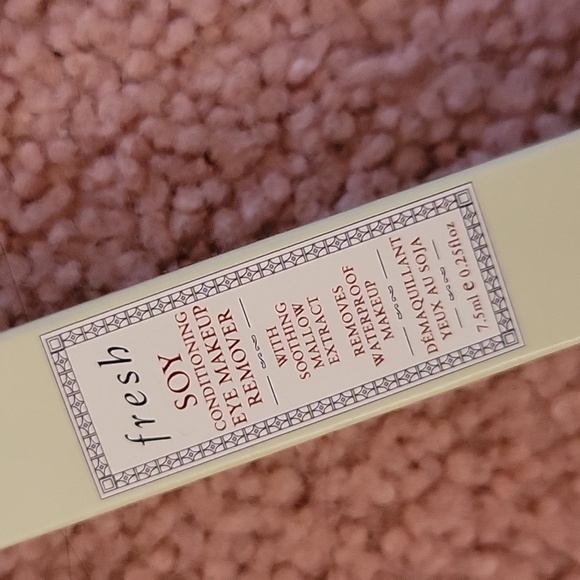 fresh
SOY
CONDITIONING
EYE MAKEUP
REMOVER
WITH
SOOTHING
MALLOW
EXTRACT
REMOVES
WATERPROOF
MAKEUP
DÉMAQUILLANT
YEUX AU SOJA
7.5ml ℮ 0.25fl oz